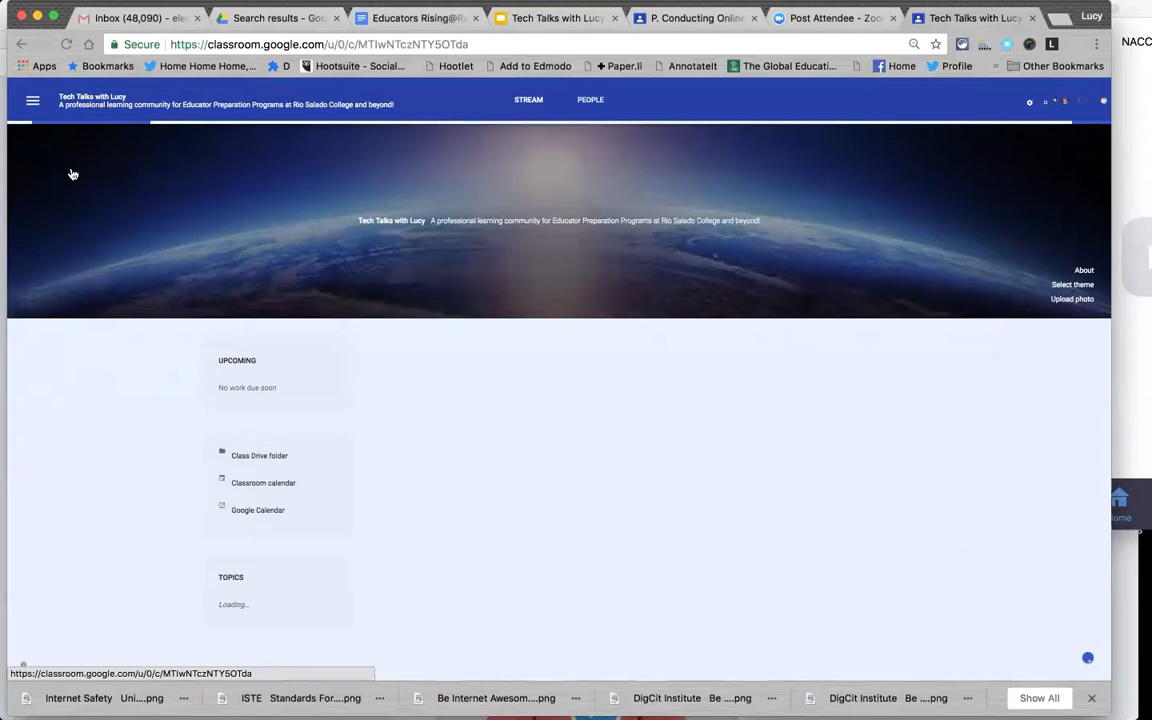 Inbox (48,090) - eles
Search results - Goo
Educators Rising@R
Tech Talks with Lucy
P. Conducting Online
Post Attendee - Zoo
Tech Talks with Lucy
Lucy
Secure https://classroom.google.com/u/0/c/MTIwNTczNTY5OTda
NACC
Apps Bookmarks Home Home Home,... D Hootsuite - Social... Hootlet Add to Edmodo Paper.li AnnotateIt The Global Educati... Home Profile » Other Bookmarks
Tech Talks with Lucy
A professional learning community for Educator Preparation Programs at Rio Salado College and beyond!
STREAM PEOPLE
Tech Talks with Lucy A professional learning community for Educator Preparation Programs at Rio Salado College and beyond!
About
Select theme
Upload photo
UPCOMING
No work due soon
Class Drive folder
Classroom calendar
Google Calendar
TOPICS
Loading...
ome
https://classroom.google.com/u/0/c/MTIwNTczNTY5OTda
Internet Safety Uni....png ISTE Standards For....png Be Internet Awesom....png DigCit Institute Be ....png DigCit Institute Be ....png Show All